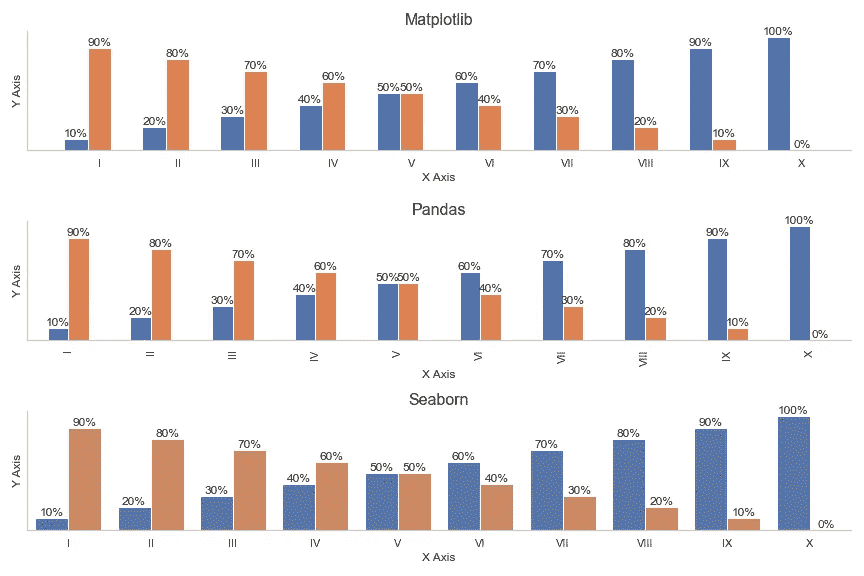 Matplotlib
Y Axis
10% 90% 20% 80% 30% 70% 40% 60% 50% 50% 60% 40% 70% 30% 80% 20% 90% 10% 100% 0%
I II III IV V VI VII VIII IX X
X Axis
Pandas
Y Axis
10% 90% 20% 80% 30% 70% 40% 60% 50% 50% 60% 40% 70% 30% 80% 20% 90% 10% 100% 0%
I II III IV V VI VII VIII IX X
X Axis
Seaborn
Y Axis
10% 90% 20% 80% 30% 70% 40% 60% 50% 50% 60% 40% 70% 30% 80% 20% 90% 10% 100% 0%
I II III IV V VI VII VIII IX X
X Axis